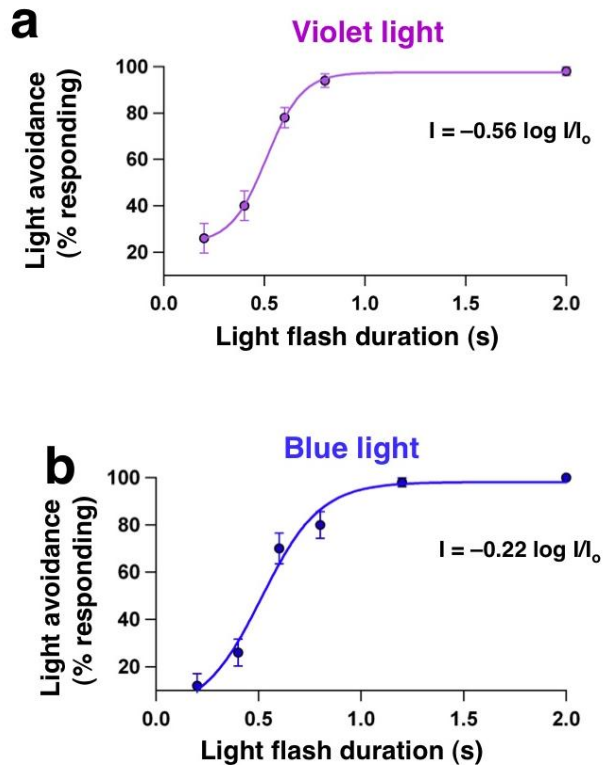 a
Violet light
Light avoidance
(% responding)
100
80
60
40
20
I = –0.56 log I/Iₒ
0.0 0.5 1.0 1.5 2.0
Light flash duration (s)
b
Blue light
Light avoidance
(% responding)
100
80
60
40
20
I = –0.22 log I/Iₒ
0.0 0.5 1.0 1.5 2.0
Light flash duration (s)